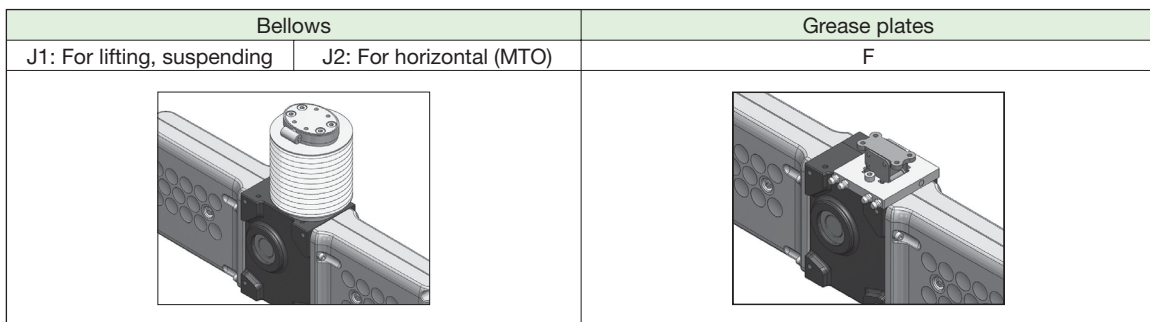 Bellows
Grease plates
J1: For lifting, suspending
J2: For horizontal (MTO)
F